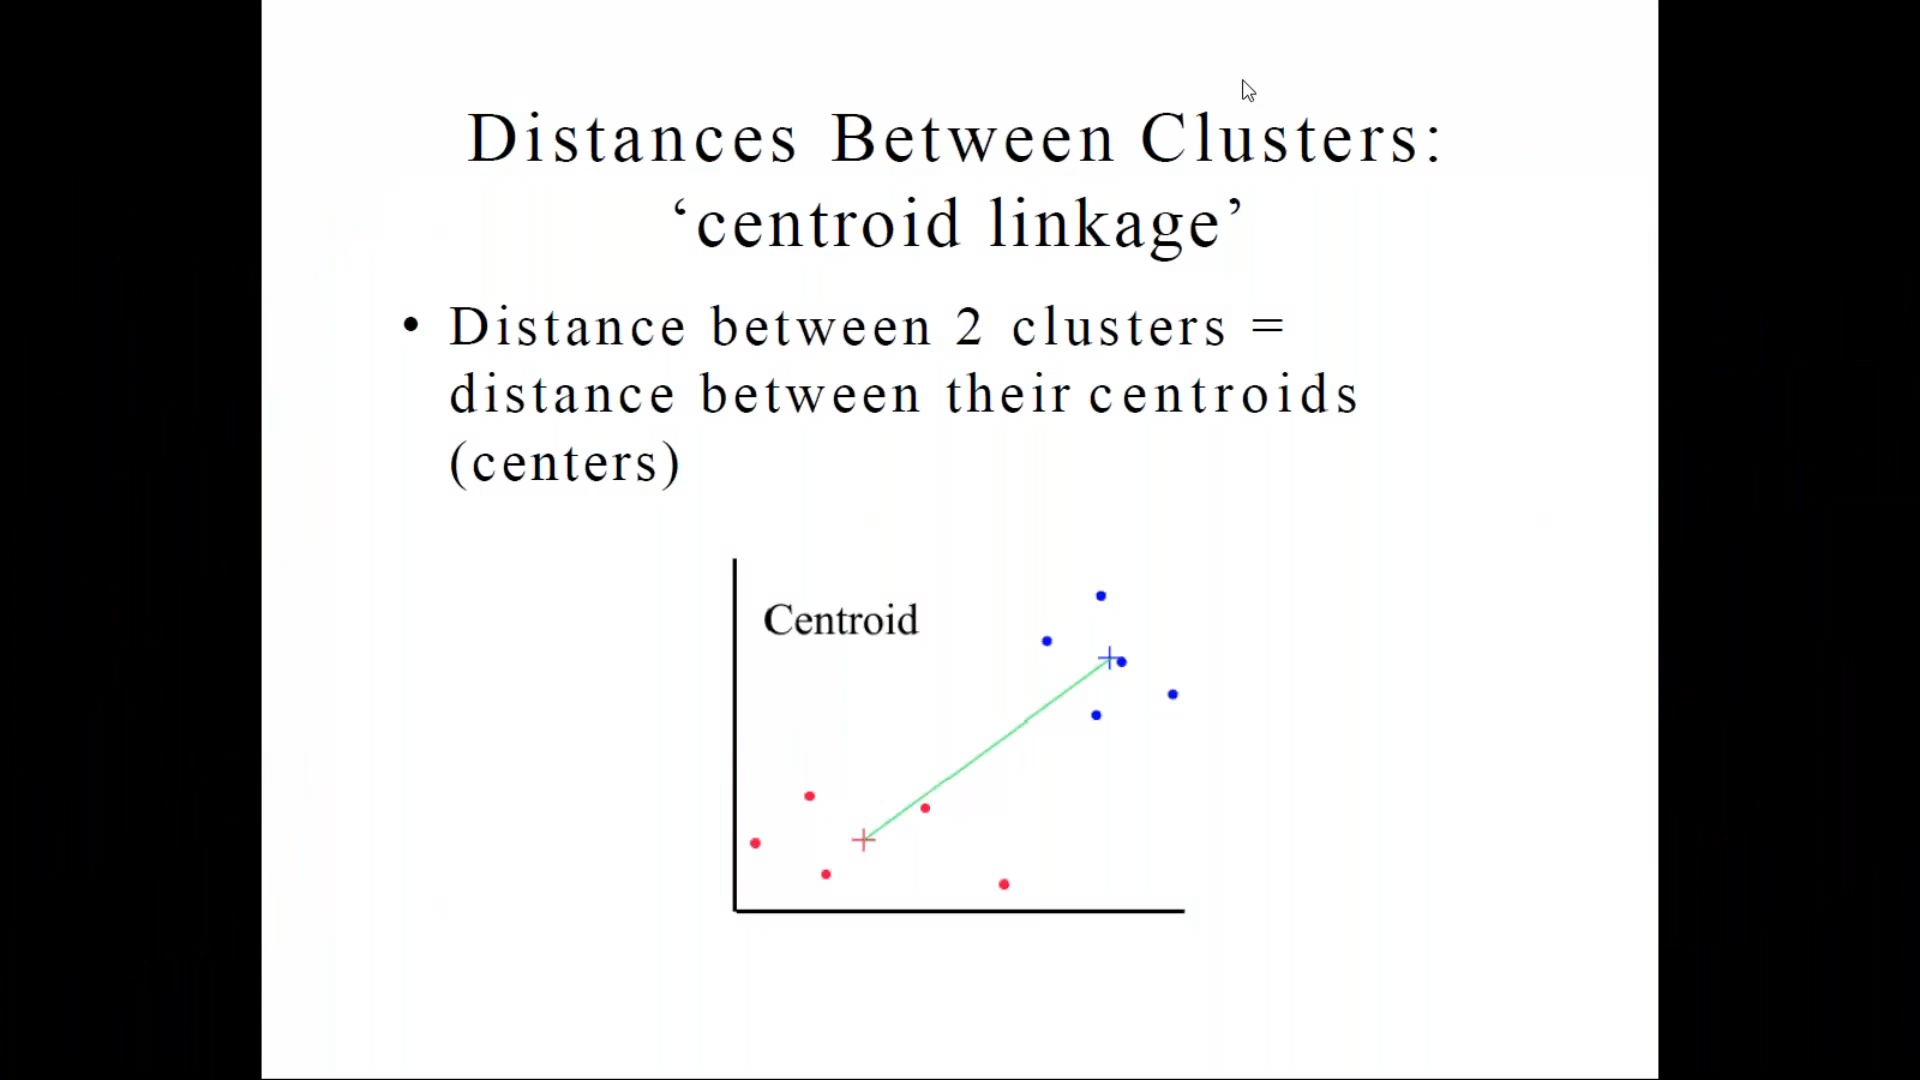 Distances Between Clusters:
‘centroid linkage’
• Distance between 2 clusters =
distance between their centroids
(centers)
Centroid